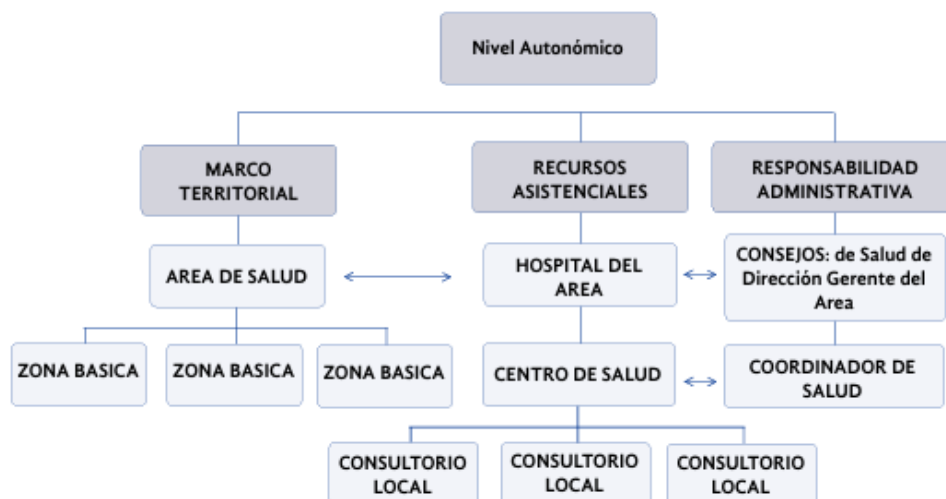 Nivel Autonómico
MARCO
TERRITORIAL
RECURSOS
ASISTENCIALES
RESPONSABILIDAD
ADMINISTRATIVA
AREA DE SALUD
HOSPITAL DEL
AREA
CONSEJOS: de Salud de
Dirección Gerente del
Area
ZONA BASICA
ZONA BASICA
ZONA BASICA
CENTRO DE SALUD
COORDINADOR DE
SALUD
CONSULTORIO
LOCAL
CONSULTORIO
LOCAL
CONSULTORIO
LOCAL